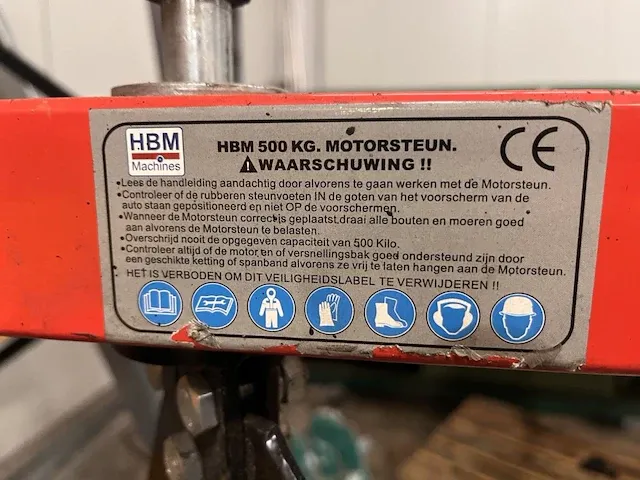 HBM
Machines
HBM 500 KG. MOTORSTEUN.
WAARSCHUWING !!
CE
•Lees de handleiding aandachtig door alvorens te gaan werken met de Motorsteun.
•Controleer of de rubberen steunvoeten IN de goten van het voorscherm van de
auto staan gepositioneerd en niet OP de voorschermen.
•Wanneer de Motorsteun correct is geplaatst,draai alle bouten en moeren goed
aan alvorens de Motorsteun te belasten.
•Overschrijd nooit de opgegeven capaciteit van 500 Kilo.
•Controleer altijd of de motor en of versnellingsbak goed ondersteund zijn door
een geschikte ketting of spanband alvorens ze vrij te laten hangen aan de Motorsteun.
HET IS VERBODEN OM DIT VEILIGHEIDSLABEL TE VERWIJDEREN !!